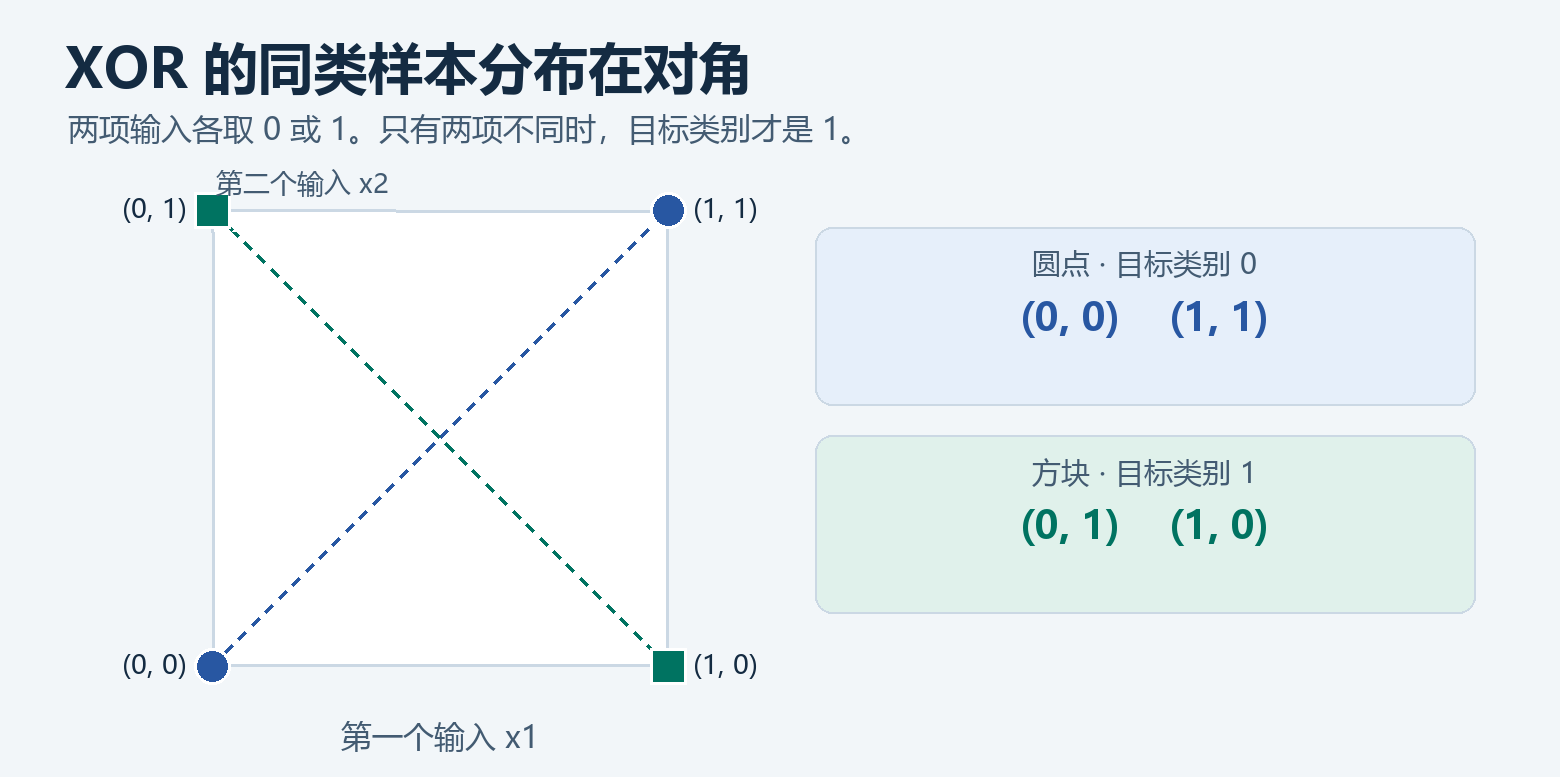 XOR 的同类样本分布在对角
两项输入各取 0 或 1。只有两项不同时，目标类别才是 1。
第二个输入 x2
(0, 1)
(1, 1)
圆点 · 目标类别 0
(0, 0) (1, 1)
方块 · 目标类别 1
(0, 1) (1, 0)
(0, 0)
(1, 0)
第一个输入 x1